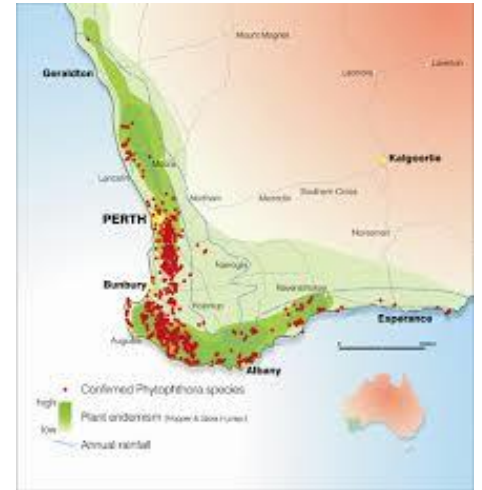 Mount Magnet
Geraldton
Leonora
Laverton
Kalgoorlie
Moora
Lancelin
Southern Cross
Northam
Merredin
PERTH
Norseman
Narrogin
Bunbury
Ravensthorpe
Esperance
Augusta
Albany
Confirmed Phytophthora species
high
Plant endemism
low
Annual rainfall